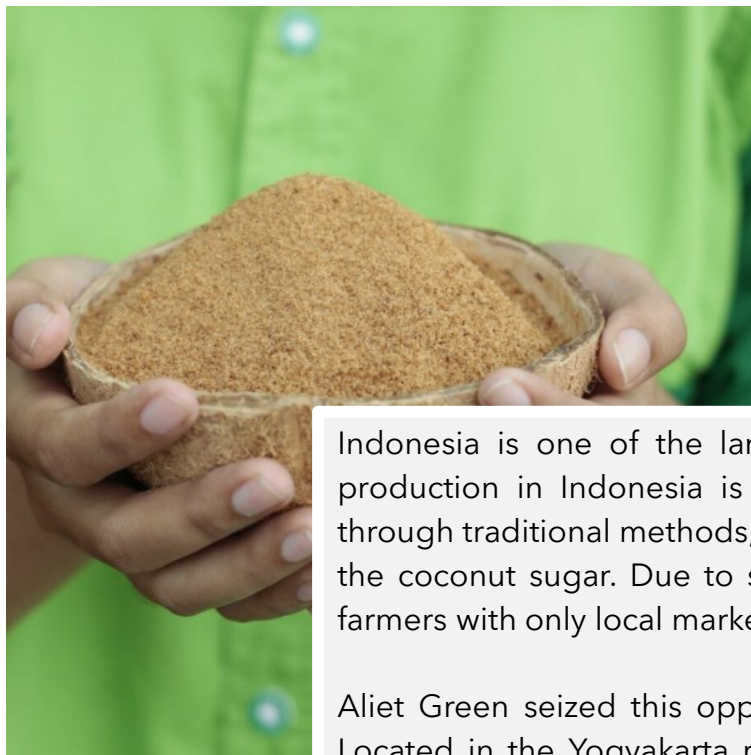 Indonesia is one of the
production in Indonesia is
through traditional methods,
the coconut sugar. Due to
farmers with only local
Aliet Green seized this
Located in the Yogyakarta